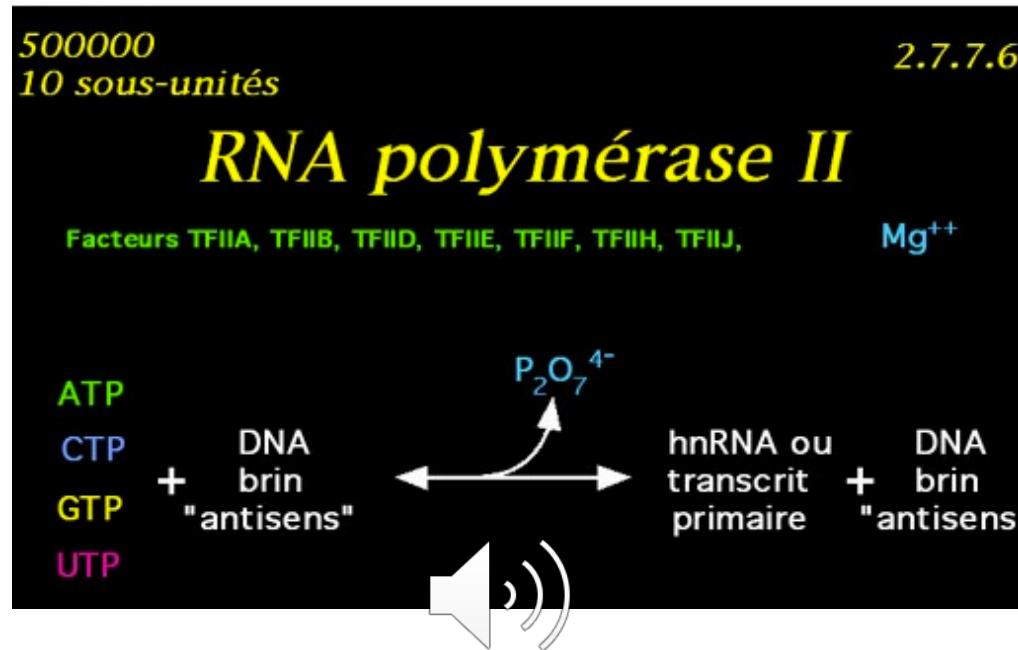 500000
2.7.7.6
10 sous-unités
RNA polymérase II
Facteurs TFIIA, TFIIB, TFIID, TFIIE, TFIIF, TFIIH, TFIIJ,
Mg⁺⁺
P₂O₇⁴⁻
ATP
CTP
GTP
UTP
+
DNA
brin
"antisens"
hnRNA ou
transcrit
primaire
+
DNA
brin
"antisens